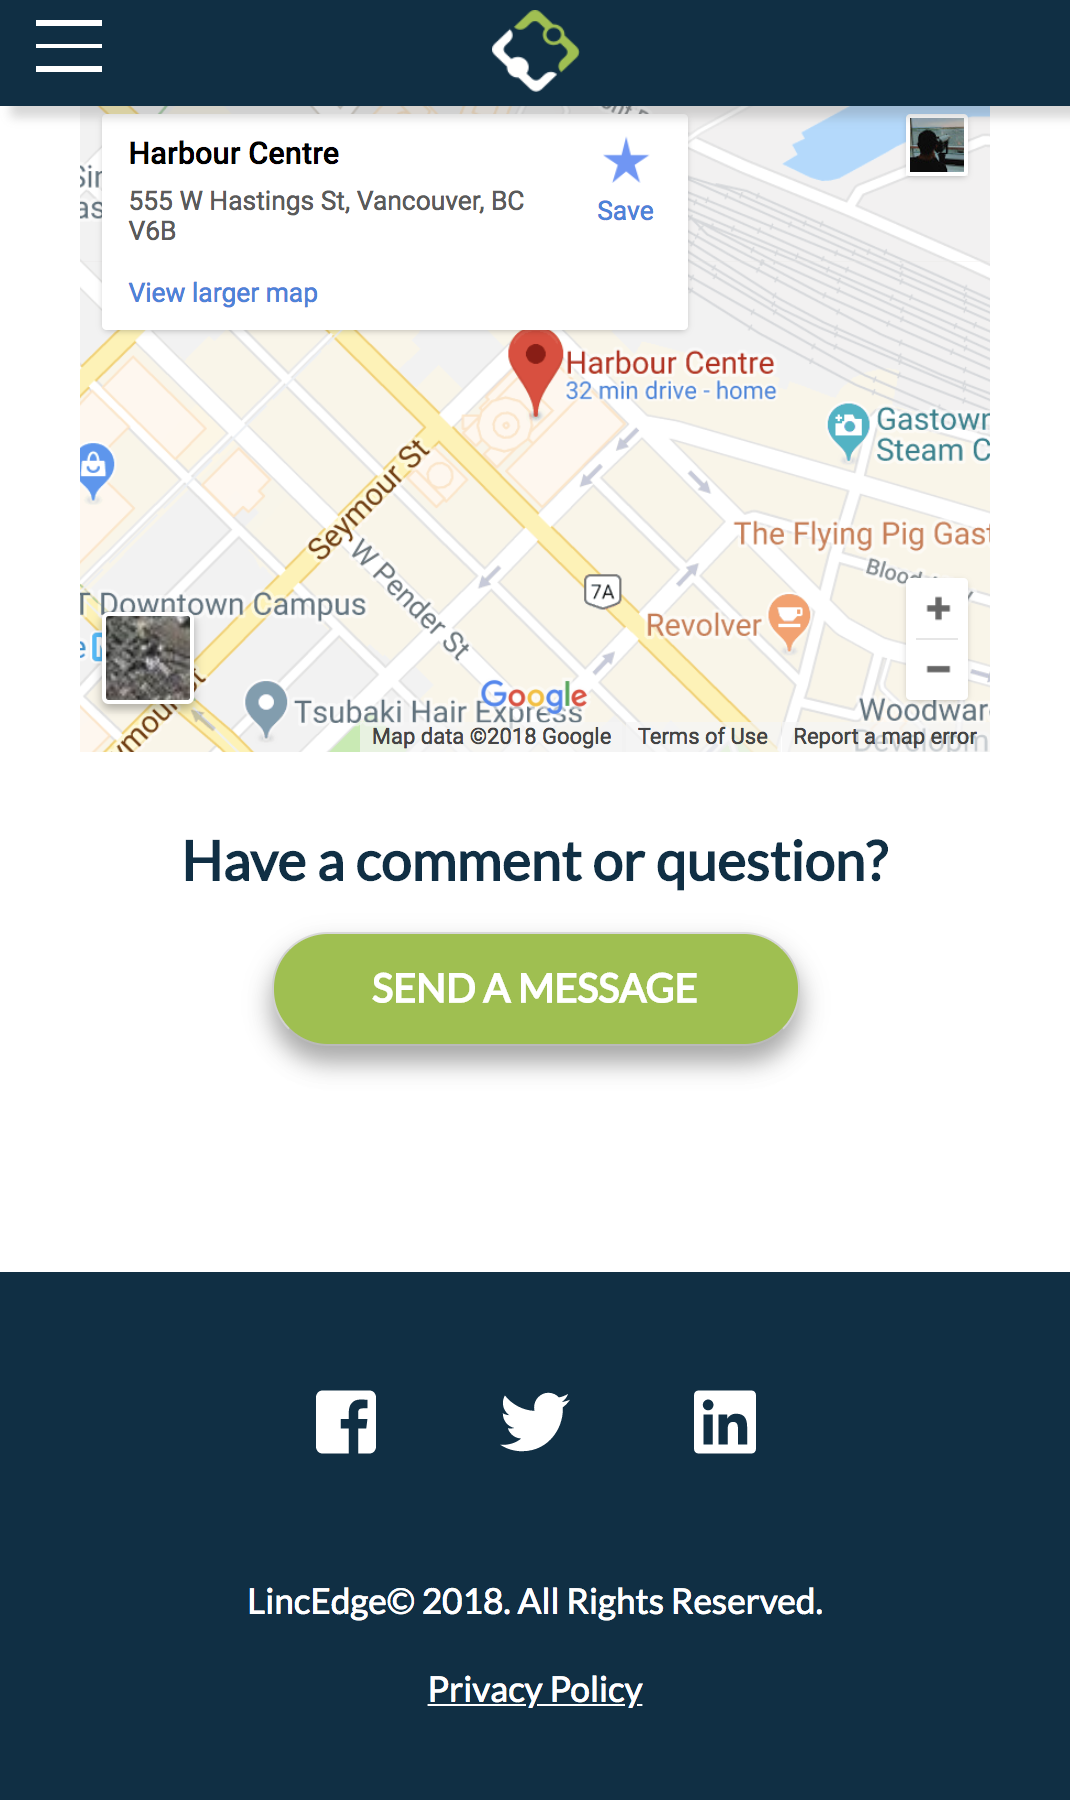 Harbour Centre
555 W Hastings St, Vancouver, BC
V6B
Save
View larger map
Harbour Centre
32 min drive - home
Gastown
Steam C
Seymour St
The Flying Pig Gast
W Pender St
7A
T Downtown Campus
Revolver
Google
Tsubaki Hair Express
Woodwar
Map data ©2018 Google Terms of Use Report a map error
Have a comment or question?
SEND A MESSAGE
LincEdge© 2018. All Rights Reserved.
Privacy Policy